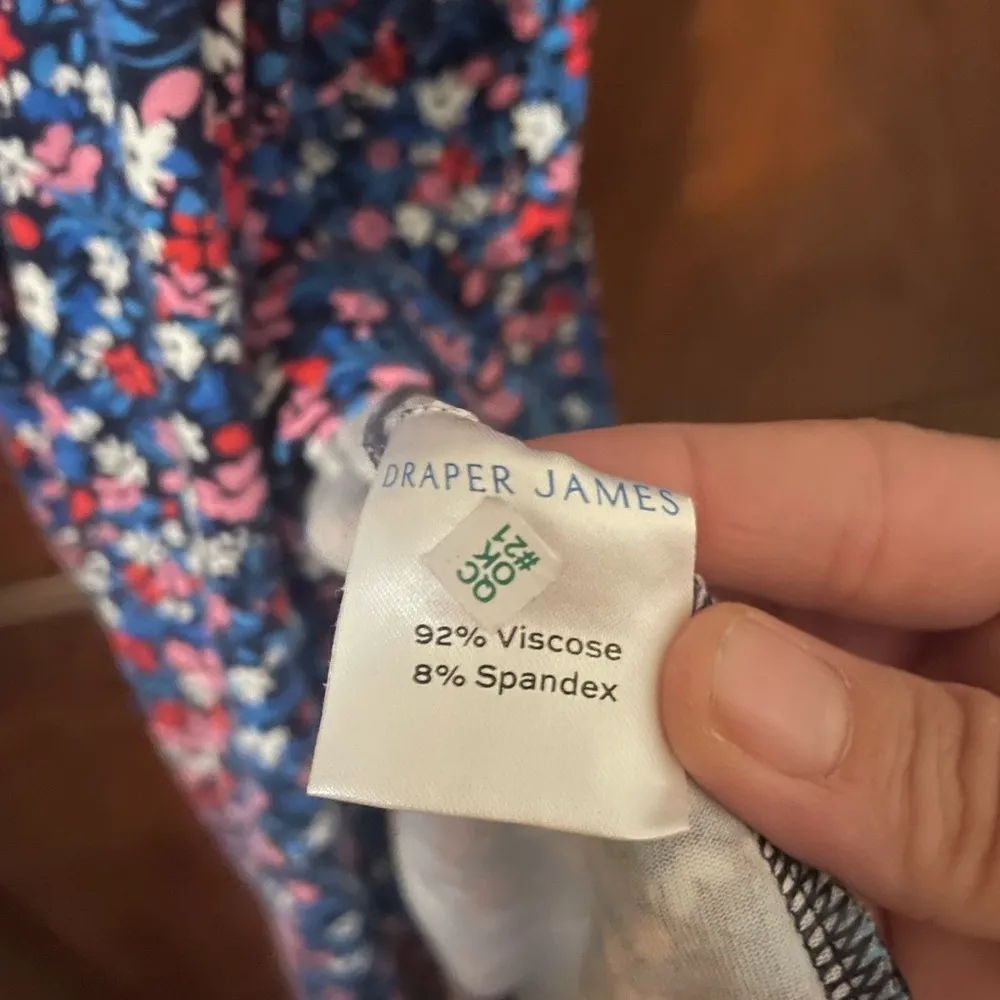 DRAPER JAMES
QC
OK
#21
92% Viscose
8% Spandex